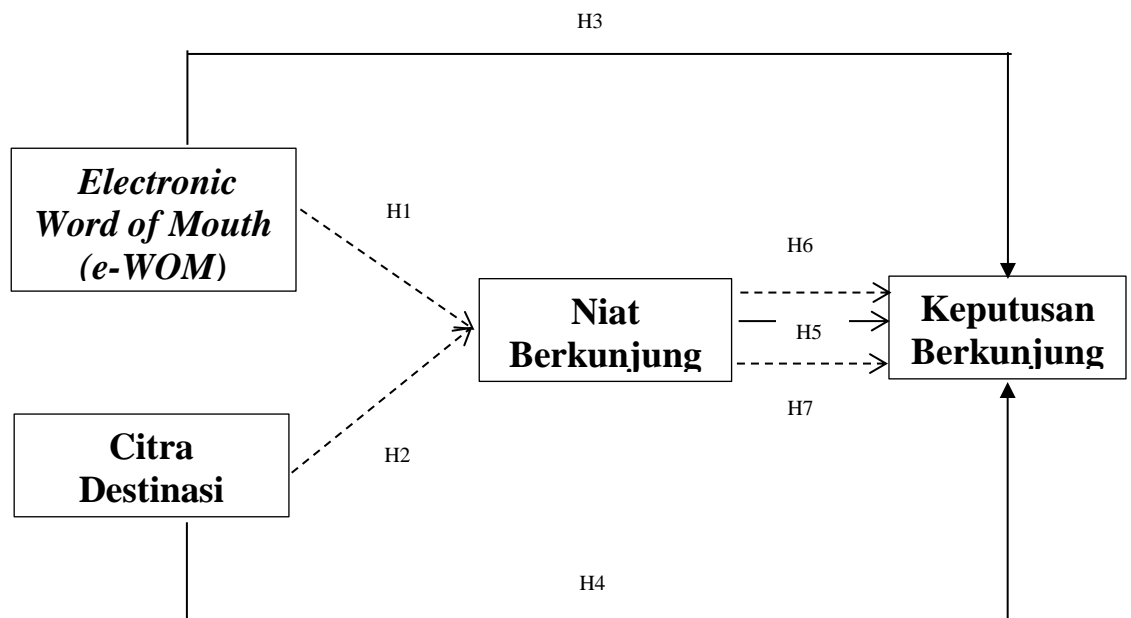 H3
Electronic
Word of Mouth
(e-WOM)
H1
H6
Niat
Berkunjung
H5
Keputusan
Berkunjung
H7
Citra
Destinasi
H2
H4